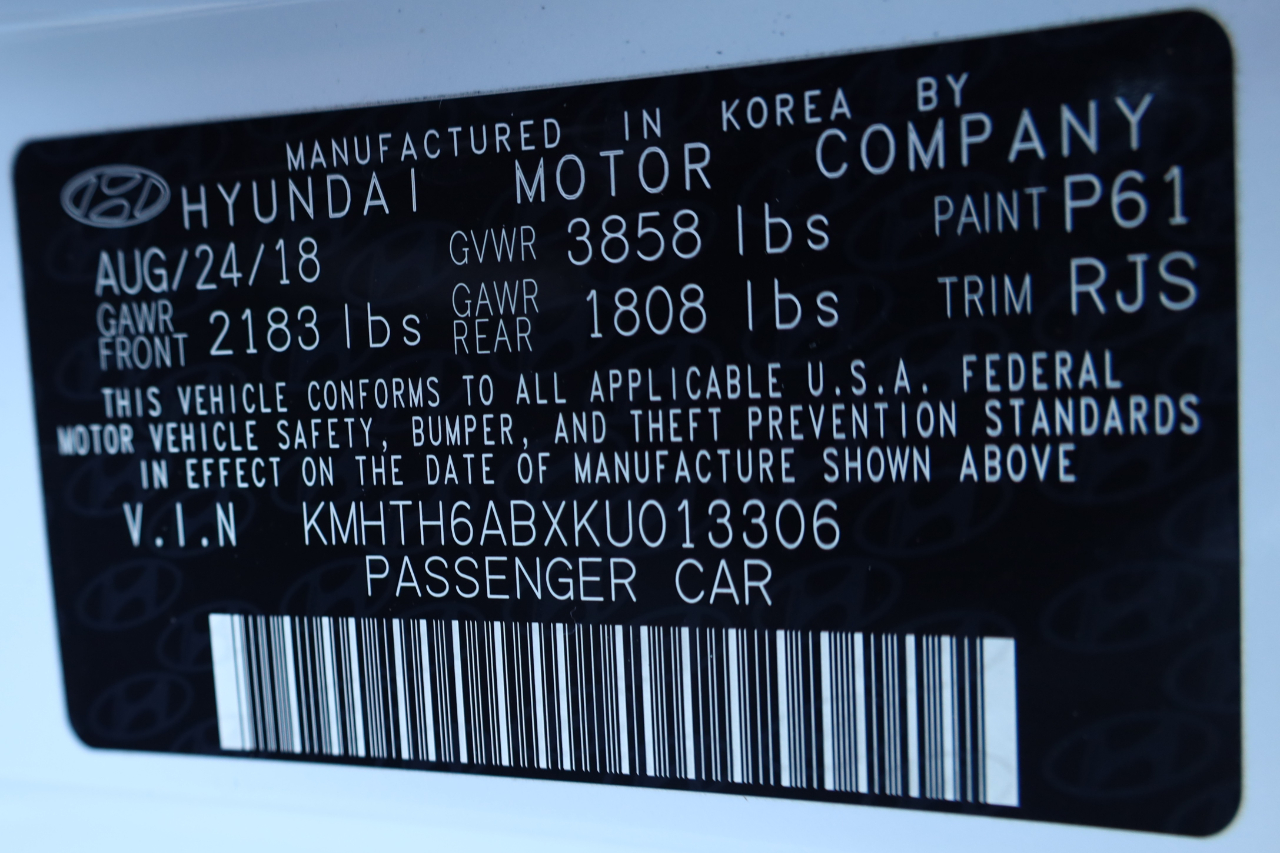 MANUFACTURED IN KOREA BY
HYUNDAI MOTOR COMPANY
AUG/24/18 GVWR 3858 lbs PAINT P61
GAWR FRONT 2183 lbs GAWR REAR 1808 lbs TRIM RJS
THIS VEHICLE CONFORMS TO ALL APPLICABLE U.S.A. FEDERAL
MOTOR VEHICLE SAFETY, BUMPER, AND THEFT PREVENTION STANDARDS
IN EFFECT ON THE DATE OF MANUFACTURE SHOWN ABOVE
V.I.N KMHTH6ABXKU013306
PASSENGER CAR